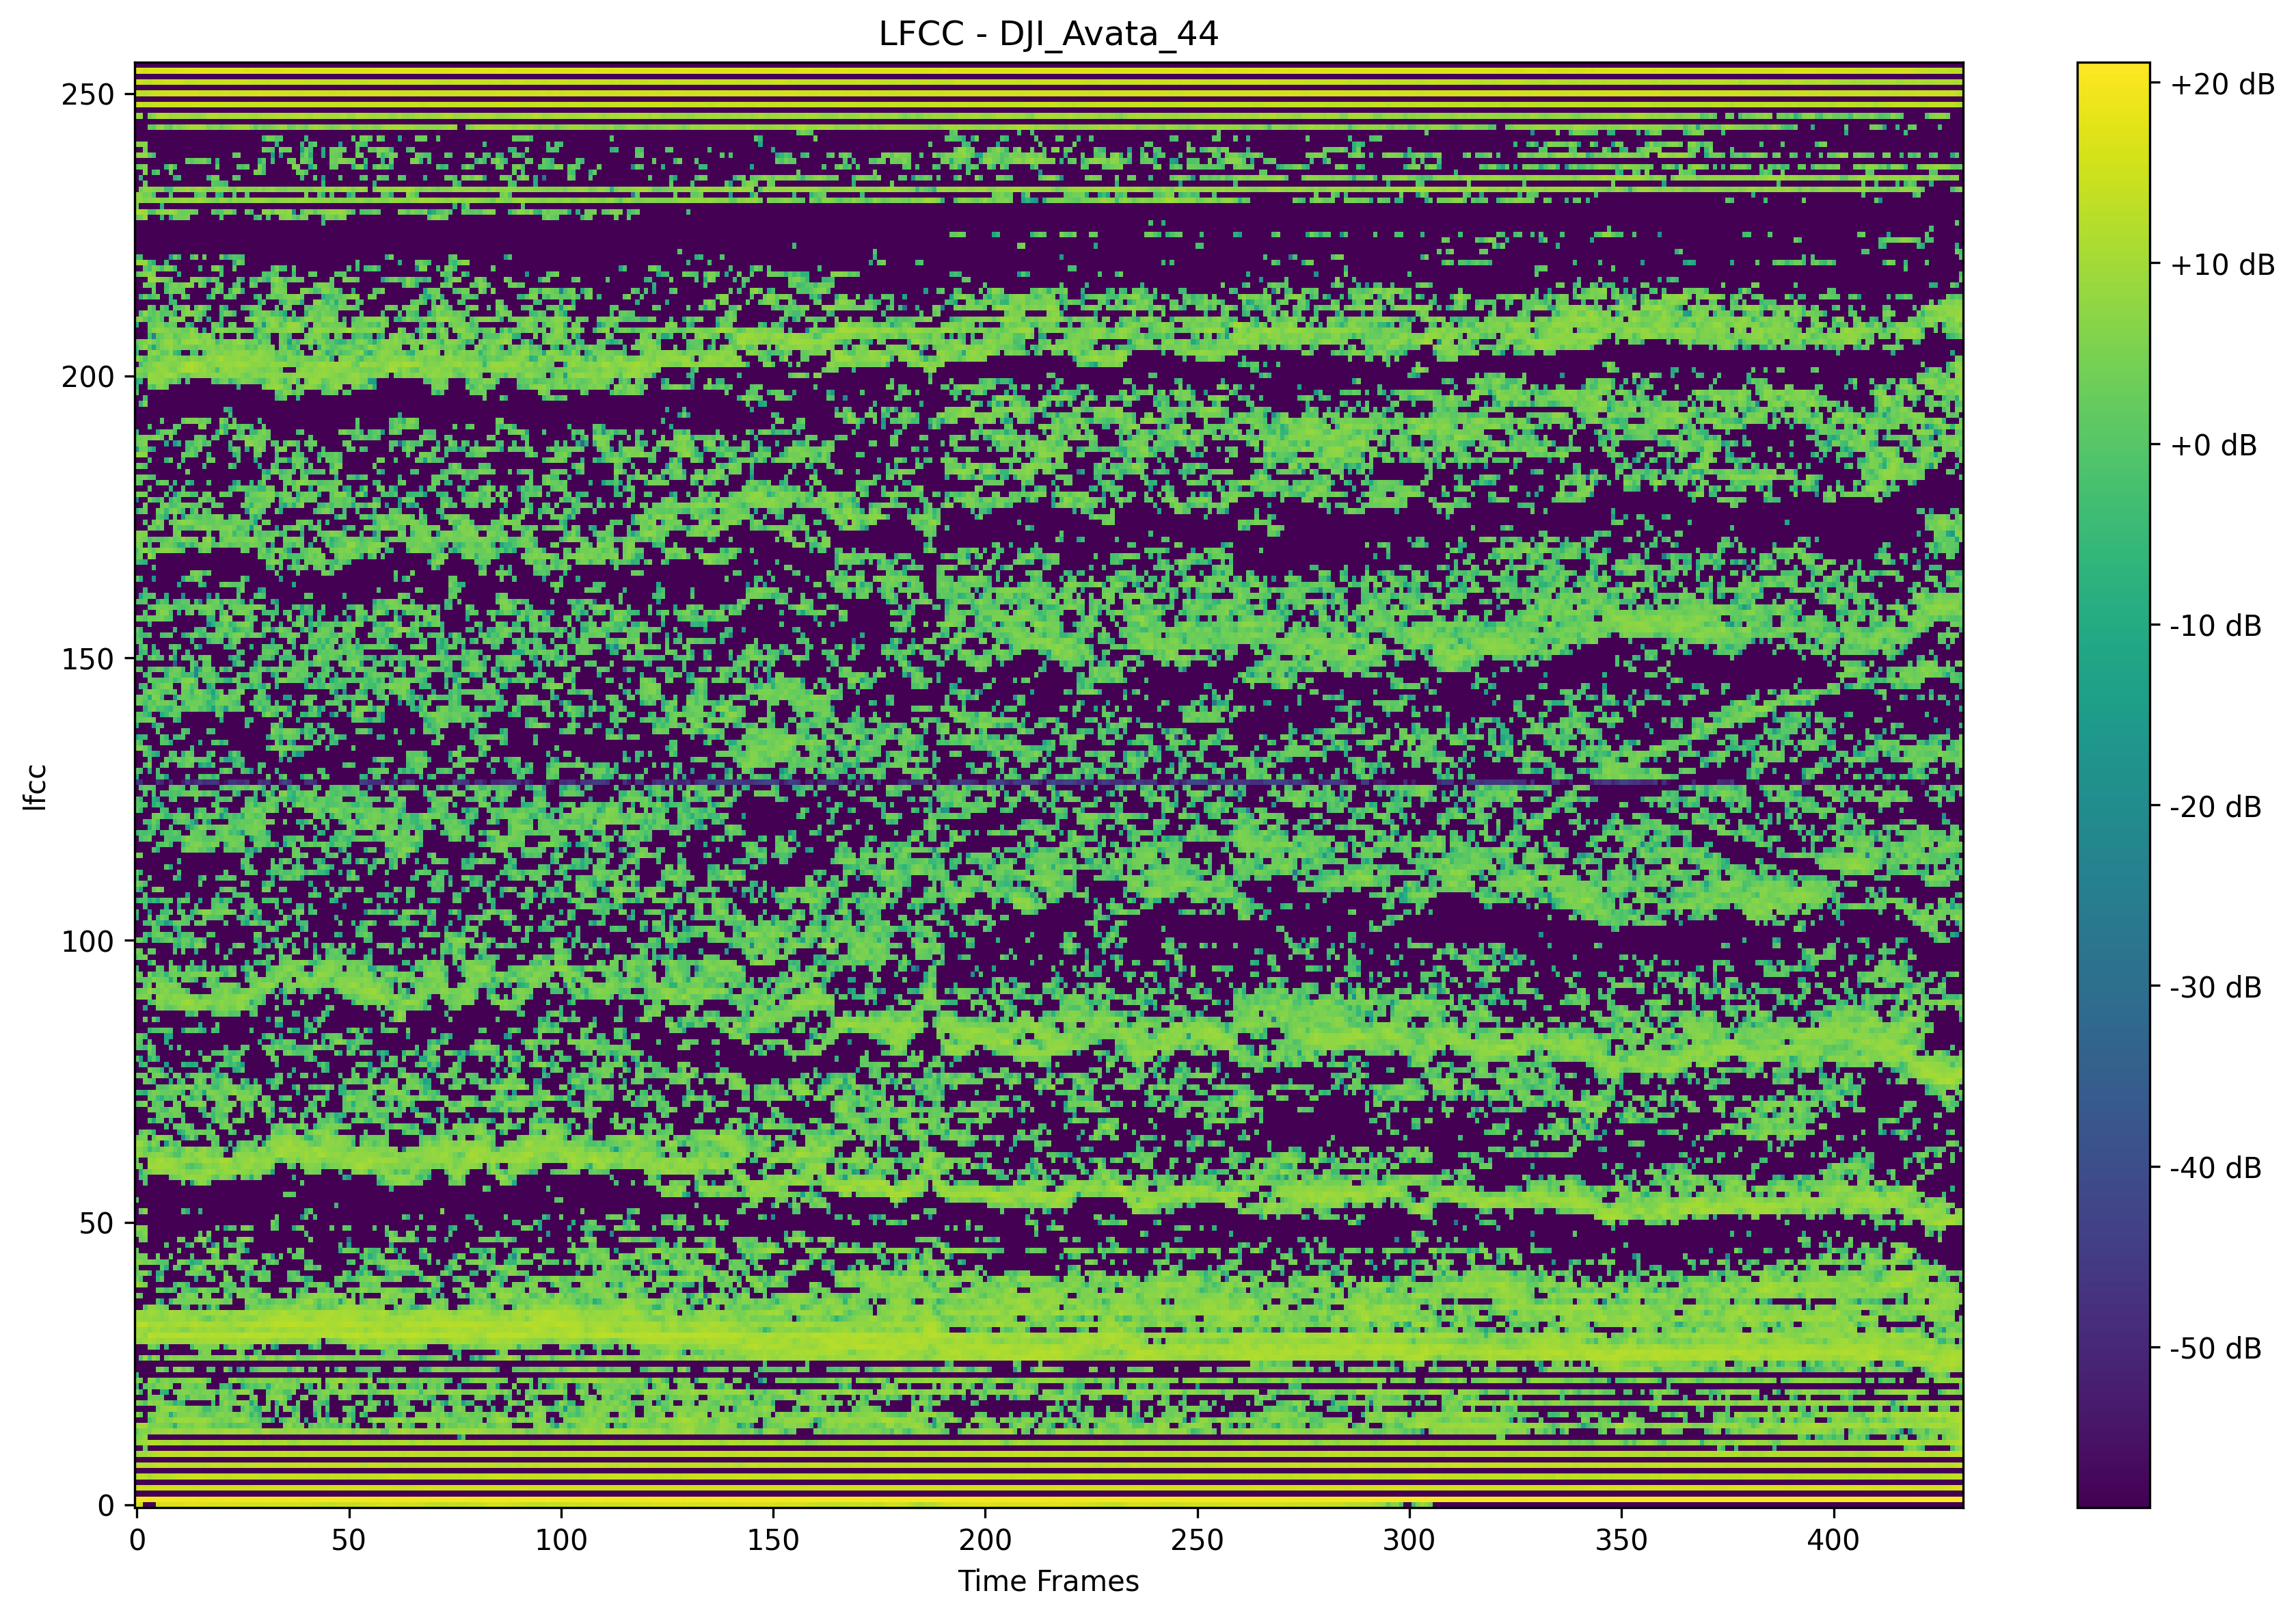 LFCC - DJI_Avata_44
250
200
150
100
50
0
lfcc
0 50 100 150 200 250 300 350 400
Time Frames
+20 dB
+10 dB
+0 dB
-10 dB
-20 dB
-30 dB
-40 dB
-50 dB